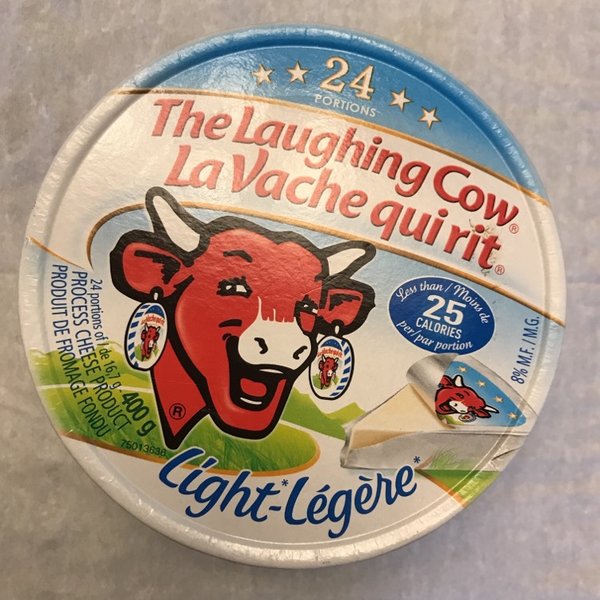 24
PORTIONS
The Laughing Cow®
La Vache qui rit®
Less than / Moins de
25
CALORIES
per/par portion
8% M.F. / M.G.
24 portions of / de 16,7 g 400 g
PROCESS CHEESE PRODUCT
PRODUIT DE FROMAGE FONDU
75013636
®
Light*-Légère*